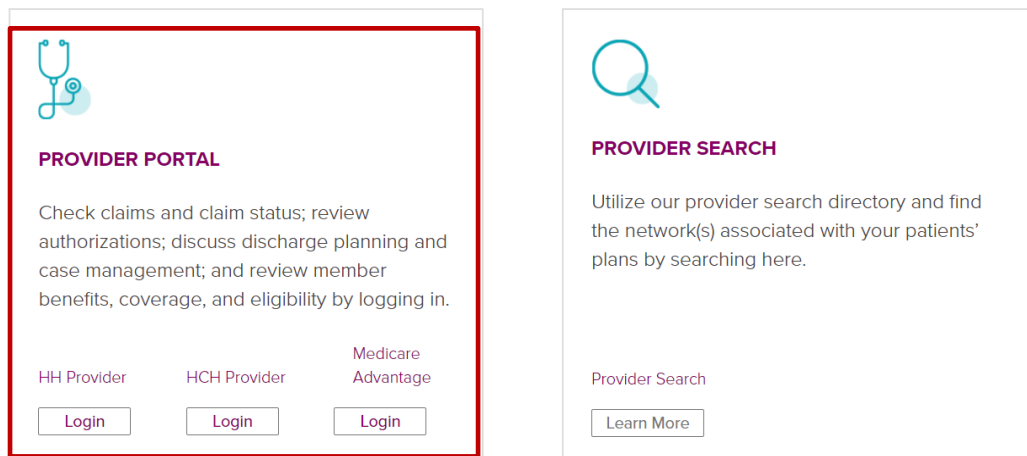 PROVIDER PORTAL
Check claims and claim status; review
authorizations; discuss discharge planning and
case management; and review member
benefits, coverage, and eligibility by logging in.
HH Provider
HCH Provider
Medicare
Advantage
Login
Login
Login
PROVIDER SEARCH
Utilize our provider search directory and find
the network(s) associated with your patients’
plans by searching here.
Provider Search
Learn More